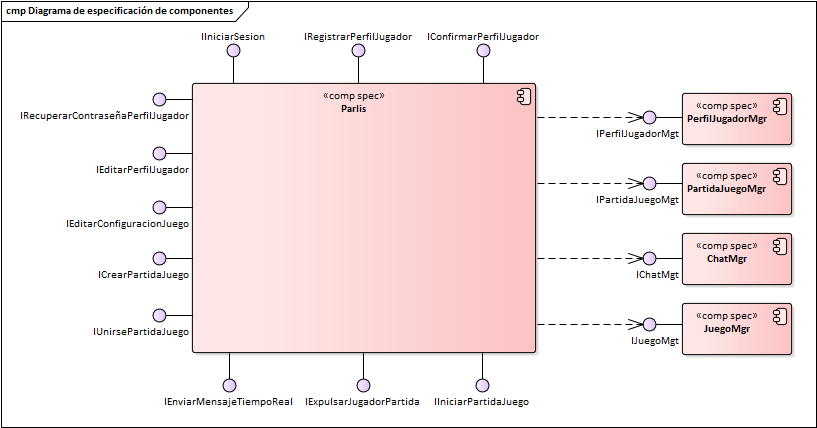 cmp Diagrama de especificación de componentes
IIniciarSesion
IRegistrarPerfilJugador
IConfirmarPerfilJugador
«comp spec»
Parlis
IRecuperarContraseñaPerfilJugador
IEditarPerfilJugador
IEditarConfiguracionJuego
ICrearPartidaJuego
IUnirsePartidaJuego
IPerfilJugadorMgt
«comp spec»
PerfilJugadorMgr
IPartidaJuegoMgt
«comp spec»
PartidaJuegoMgr
IChatMgt
«comp spec»
ChatMgr
IJuegoMgt
«comp spec»
JuegoMgr
IEnviarMensajeTiempoReal
IExpulsarJugadorPartida
IIniciarPartidaJuego